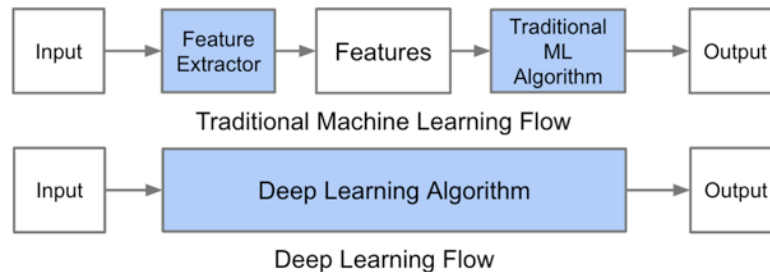 Input
Feature
Extractor
Features
Traditional
ML
Algorithm
Output
Traditional Machine Learning Flow
Input
Deep Learning Algorithm
Output
Deep Learning Flow